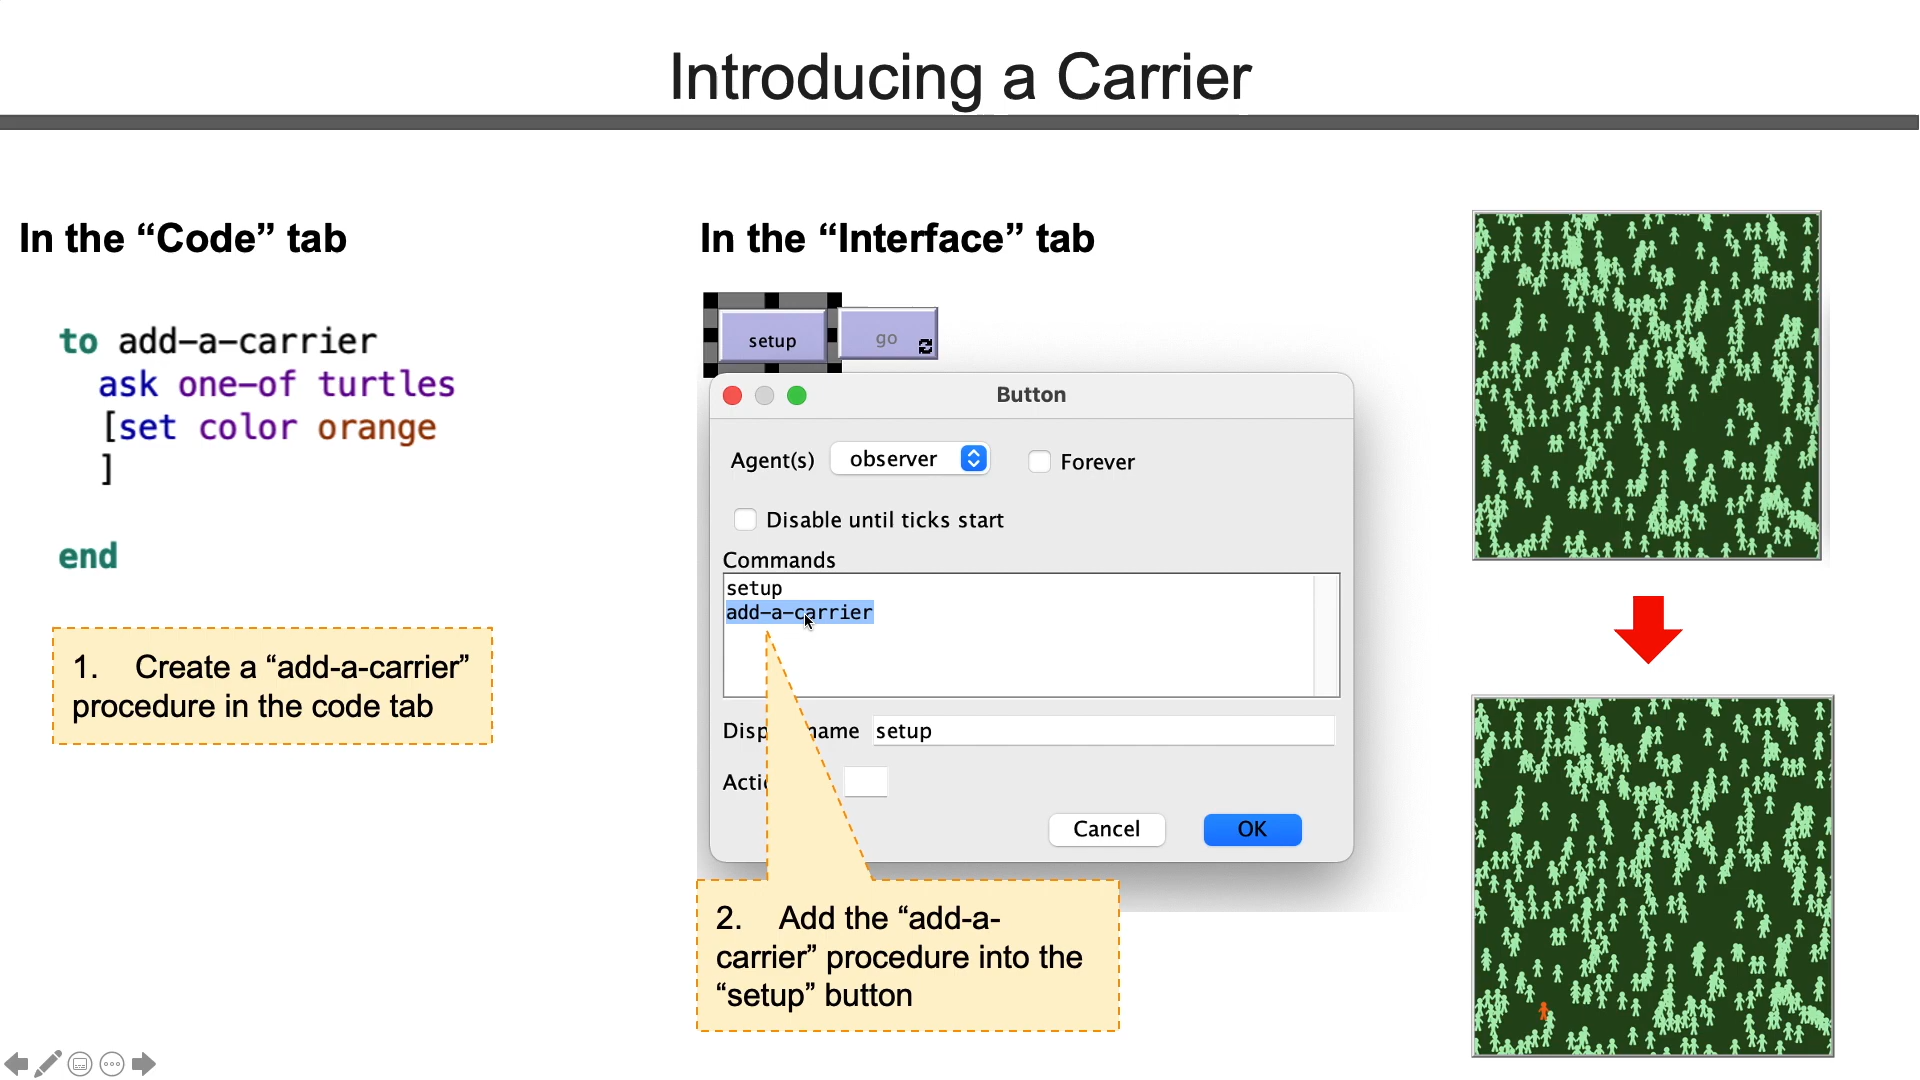 Introducing a Carrier
In the “Code” tab
to add-a-carrier
ask one-of turtles
[set color orange
]
end
1. Create a “add-a-carrier”
procedure in the code tab
In the “Interface” tab
setup
go
Button
Agent(s)
observer
Forever
Disable until ticks start
Commands
setup
add-a-carrier
name
setup
Cancel
OK
2. Add the “add-a-
carrier” procedure into the
“setup” button